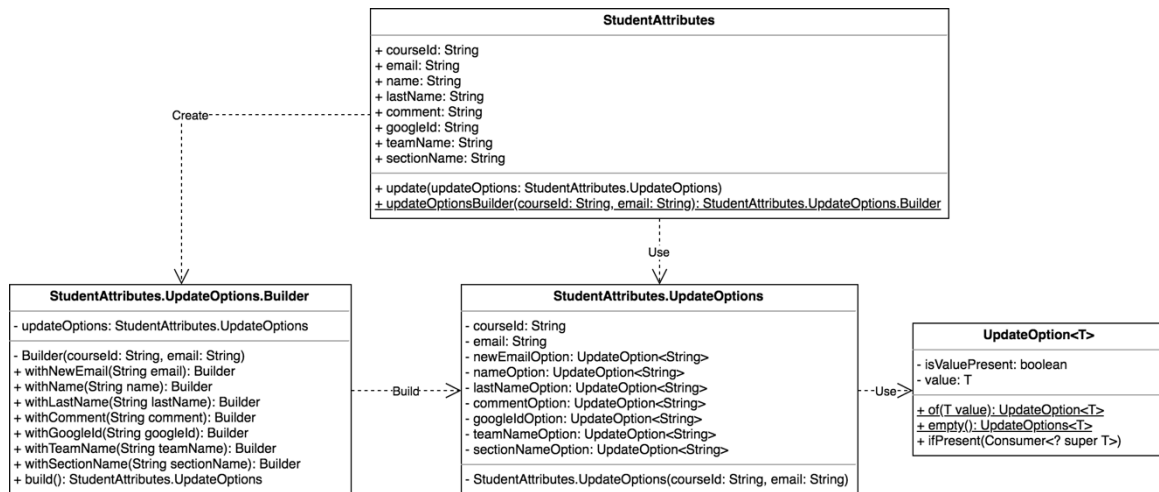 StudentAttributes
+ courseId: String
+ email: String
+ name: String
+ lastName: String
+ comment: String
+ googleId: String
+ teamName: String
+ sectionName: String
+ update(updateOptions: StudentAttributes.UpdateOptions)
+ updateOptionsBuilder(courseId: String, email: String): StudentAttributes.UpdateOptions.Builder
Create
Use
StudentAttributes.UpdateOptions.Builder
- updateOptions: StudentAttributes.UpdateOptions
- Builder(courseId: String, email: String)
+ withNewEmail(String email): Builder
+ withName(String name): Builder
+ withLastName(String lastName): Builder
+ withComment(String comment): Builder
+ withGoogleId(String googleId): Builder
+ withTeamName(String teamName): Builder
+ withSectionName(String sectionName): Builder
+ build(): StudentAttributes.UpdateOptions
Build
StudentAttributes.UpdateOptions
- courseId: String
- email: String
- newEmailOption: UpdateOption<String>
- nameOption: UpdateOption<String>
- lastNameOption: UpdateOption<String>
- commentOption: UpdateOption<String>
- googleIdOption: UpdateOption<String>
- teamNameOption: UpdateOption<String>
- sectionNameOption: UpdateOption<String>
- StudentAttributes.UpdateOptions(courseId: String, email: String)
Use
UpdateOption<T>
- isValuePresent: boolean
- value: T
+ of(T value): UpdateOption<T>
+ empty(): UpdateOptions<T>
+ ifPresent(Consumer<? super T>)